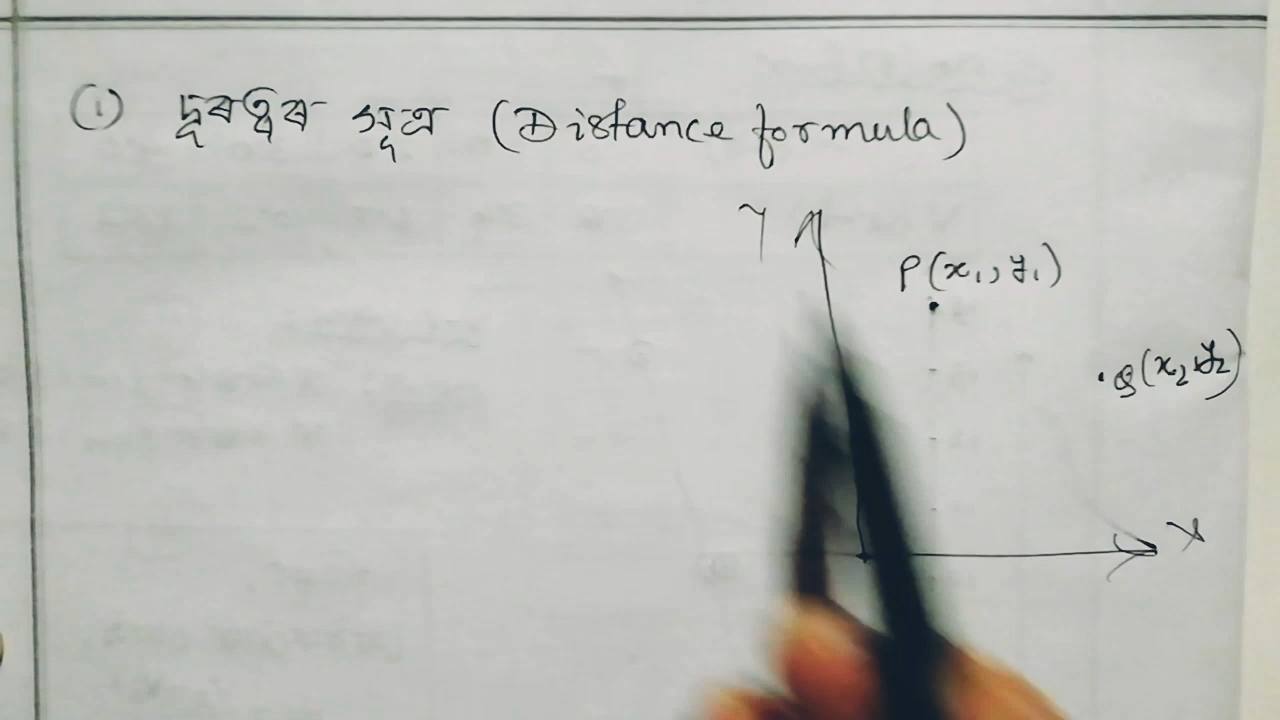 ① দূৰত্বৰ সূত্ৰ (Distance formula)
Y
P(x₁, y₁)
Q(x₂, y₂)
X